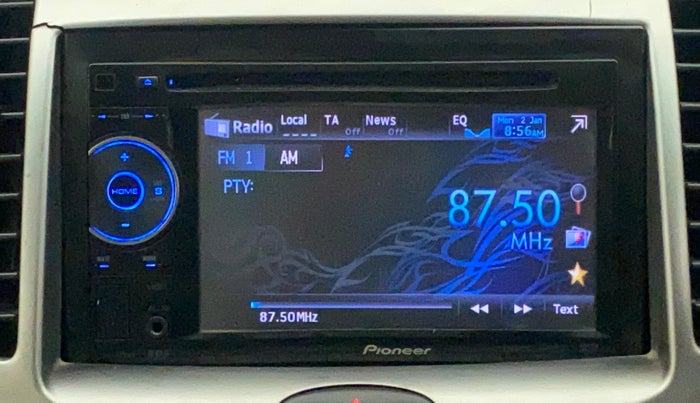 Radio Local TA Off News Off EQ Mon 2 Jan
8:56AM
FM 1 AM
PTY:
87.50
MHz
87.50MHz Text
HOME S
Pioneer